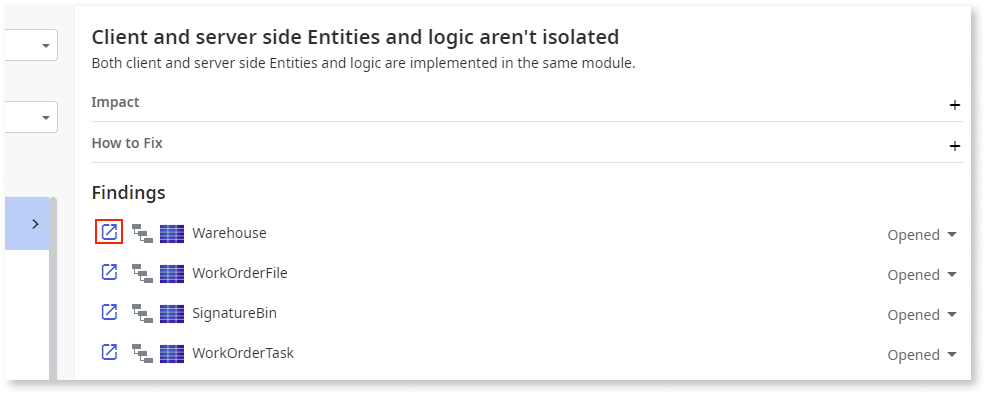 Client and server side Entities and logic aren't isolated
Both client and server side Entities and logic are implemented in the same module.
Impact
How to Fix
Findings
Warehouse Opened
WorkOrderFile Opened
SignatureBin Opened
WorkOrderTask Opened